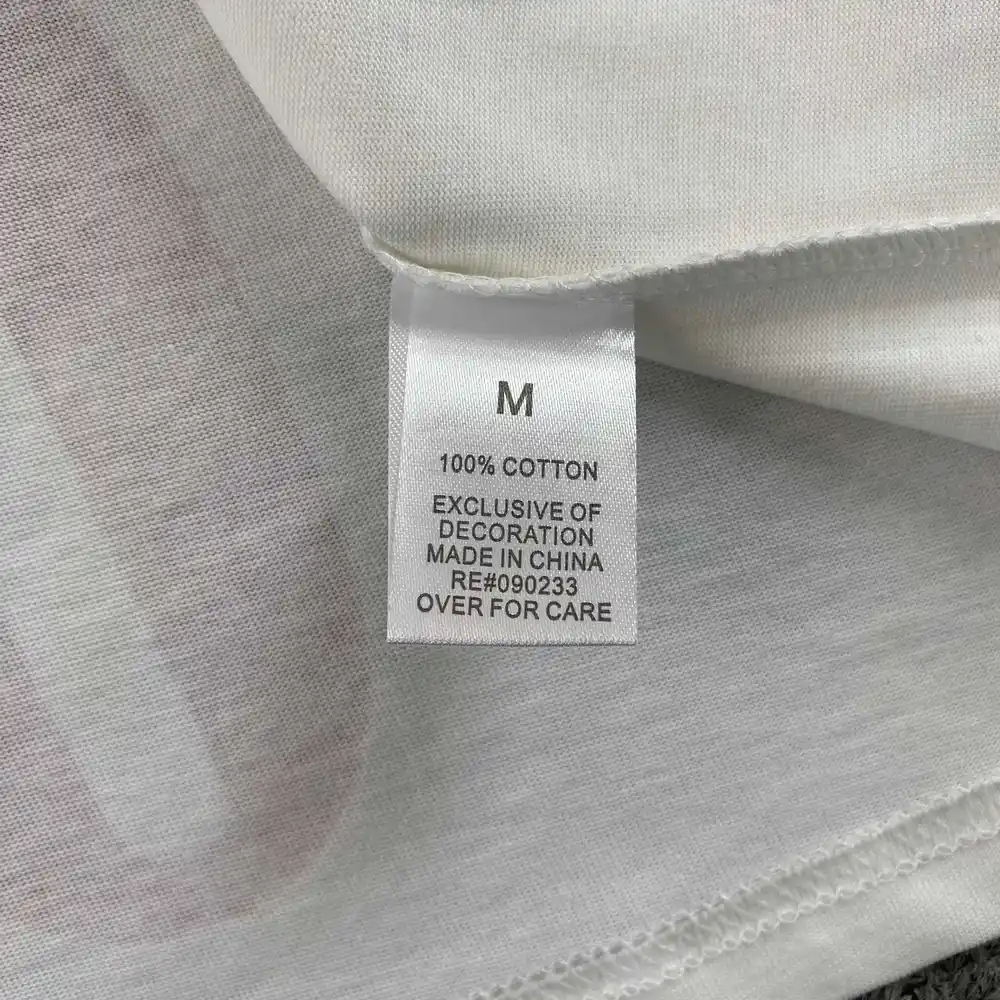 M
100% COTTON
EXCLUSIVE OF
DECORATION
MADE IN CHINA
RE#090233
OVER FOR CARE